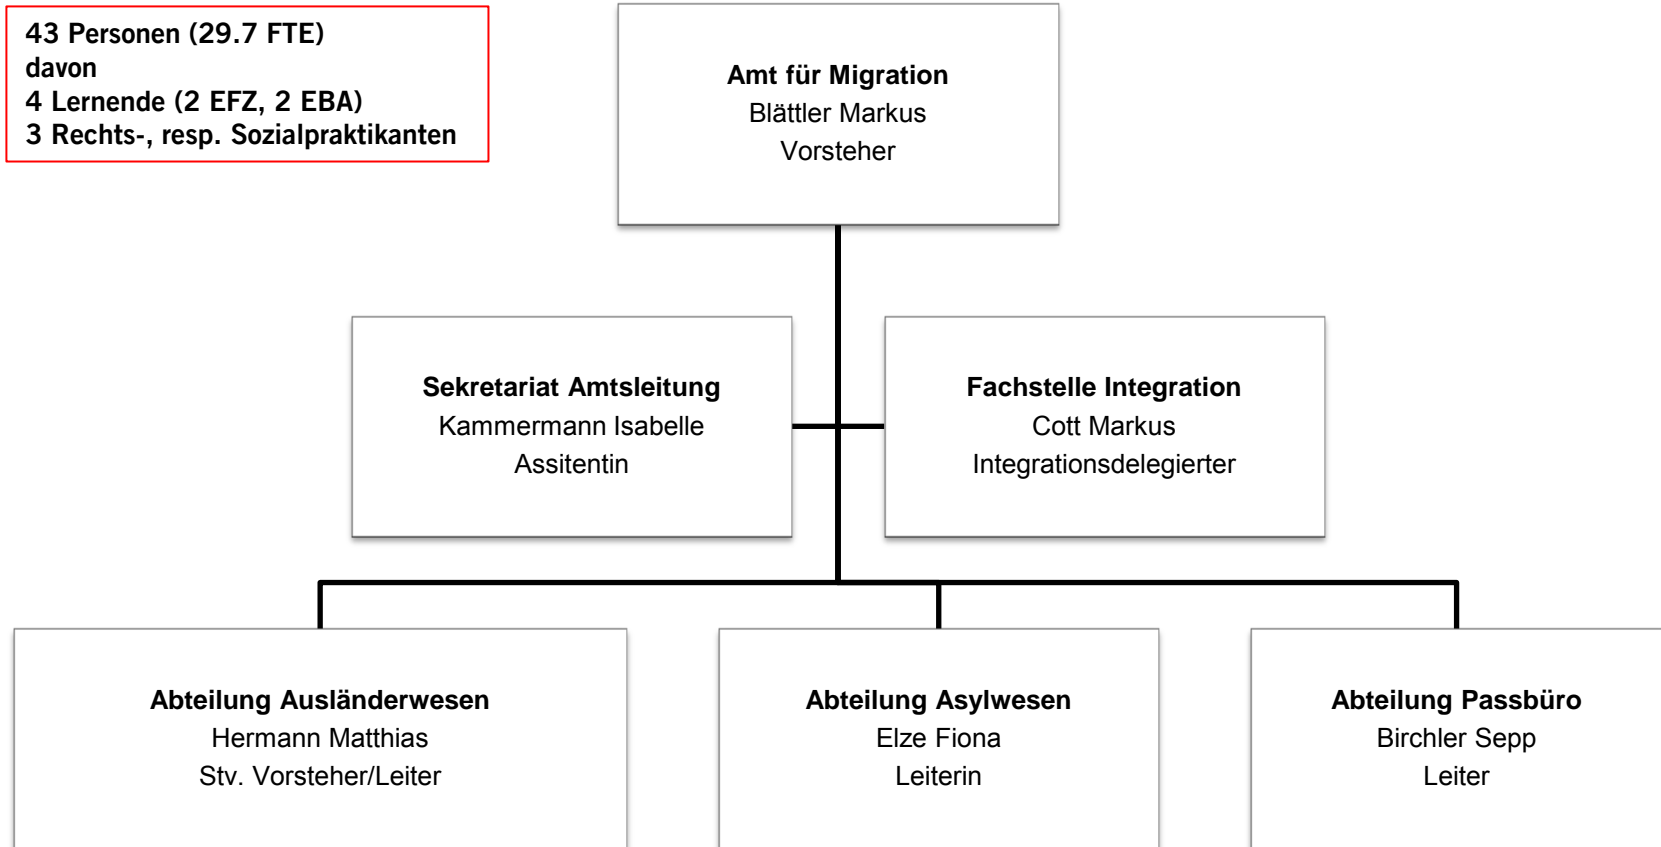 43 Personen (29.7 FTE)
davon
4 Lernende (2 EFZ, 2 EBA)
3 Rechts-, resp. Sozialpraktikanten
Amt für Migration
Blättler Markus
Vorsteher
Sekretariat Amtsleitung
Kammermann Isabelle
Assitentin
Fachstelle Integration
Cott Markus
Integrationsdelegierter
Abteilung Ausländerwesen
Hermann Matthias
Stv. Vorsteher/Leiter
Abteilung Asylwesen
Elze Fiona
Leiterin
Abteilung Passbüro
Birchler Sepp
Leiter